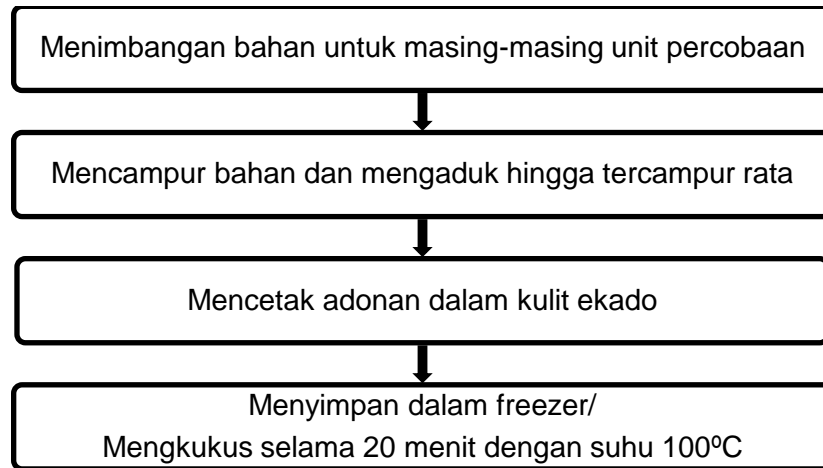 Menimbangan bahan untuk masing-masing unit percobaan
Mencampur bahan dan mengaduk hingga tercampur rata
Mencetak adonan dalam kulit ekado
Menyimpan dalam freezer/
Mengkukus selama 20 menit dengan suhu 100⁰C